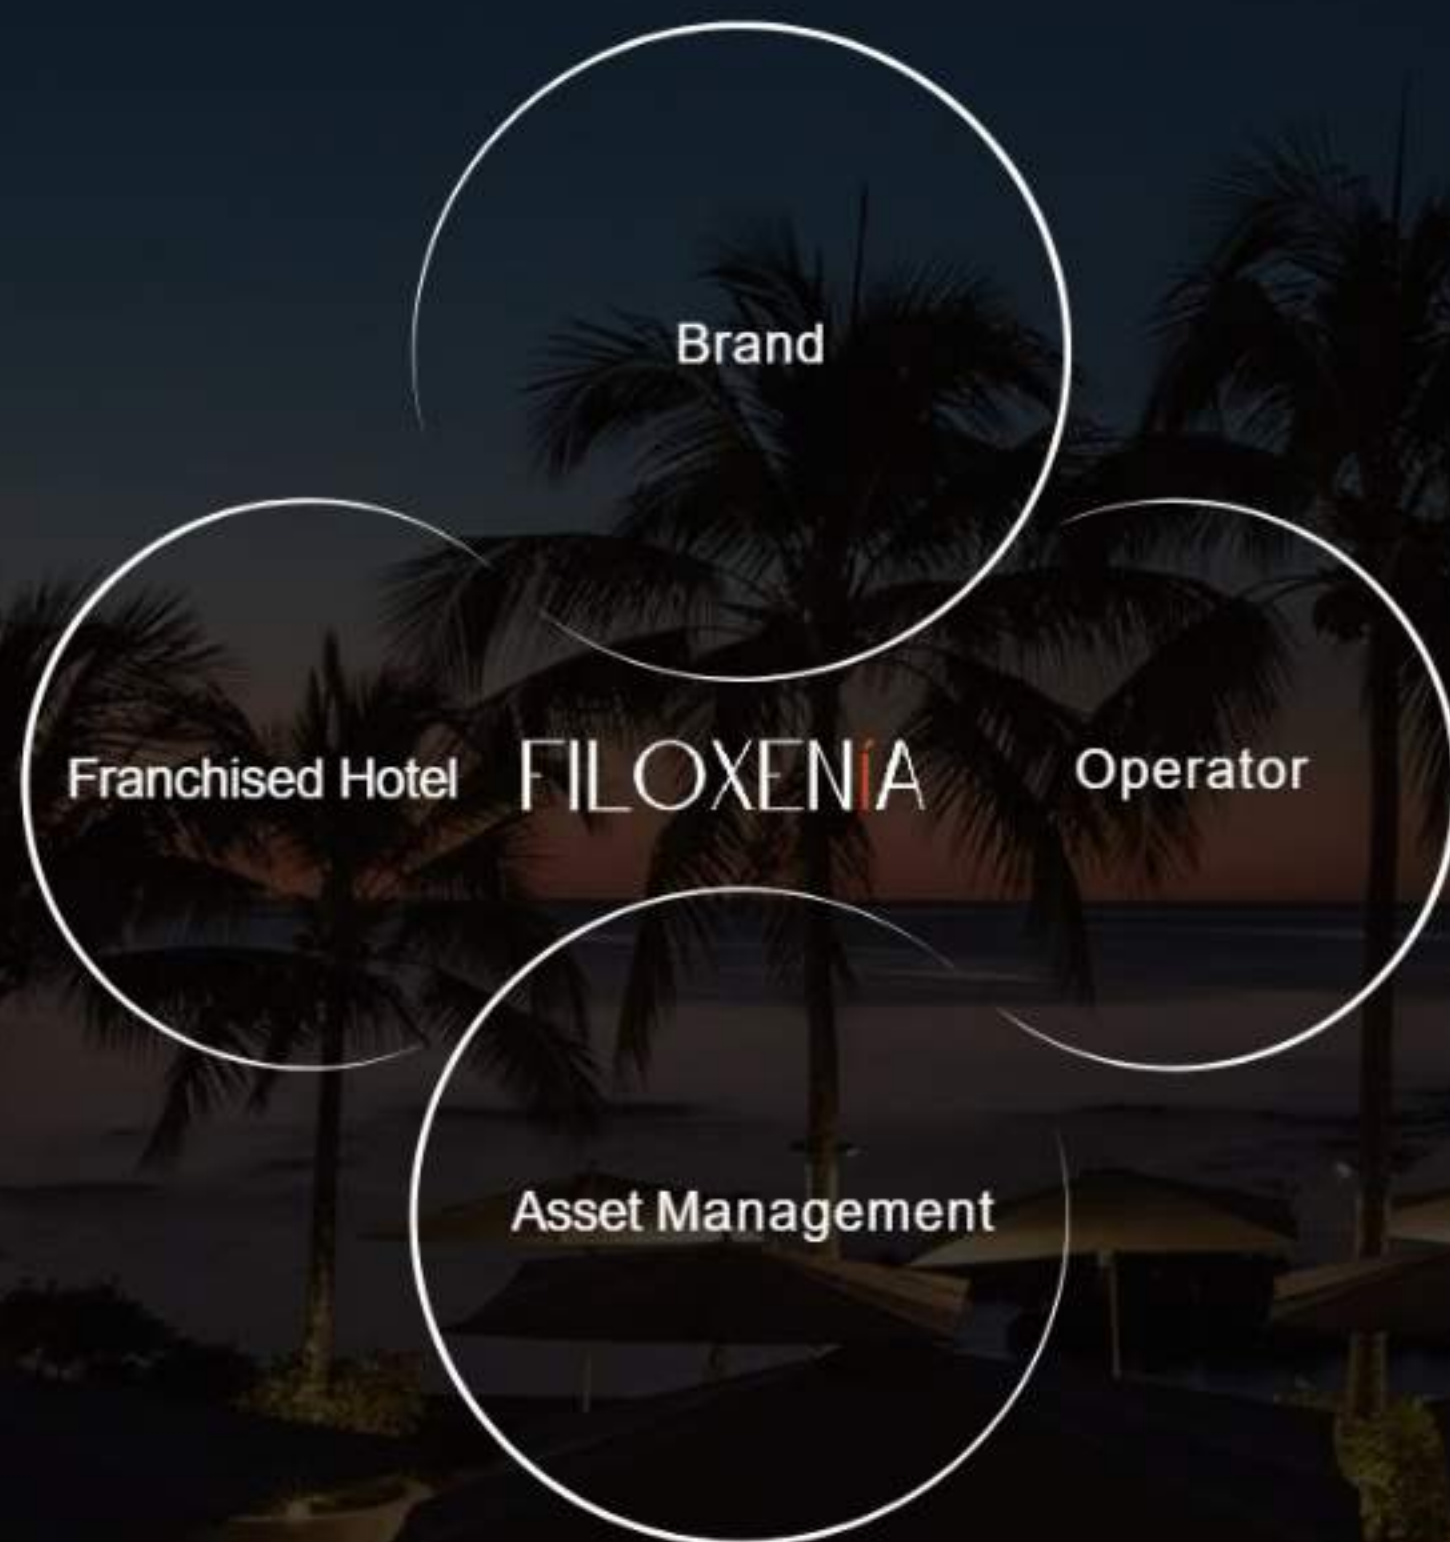 Brand
Franchised Hotel
FILOXENíA
Operator
Asset Management